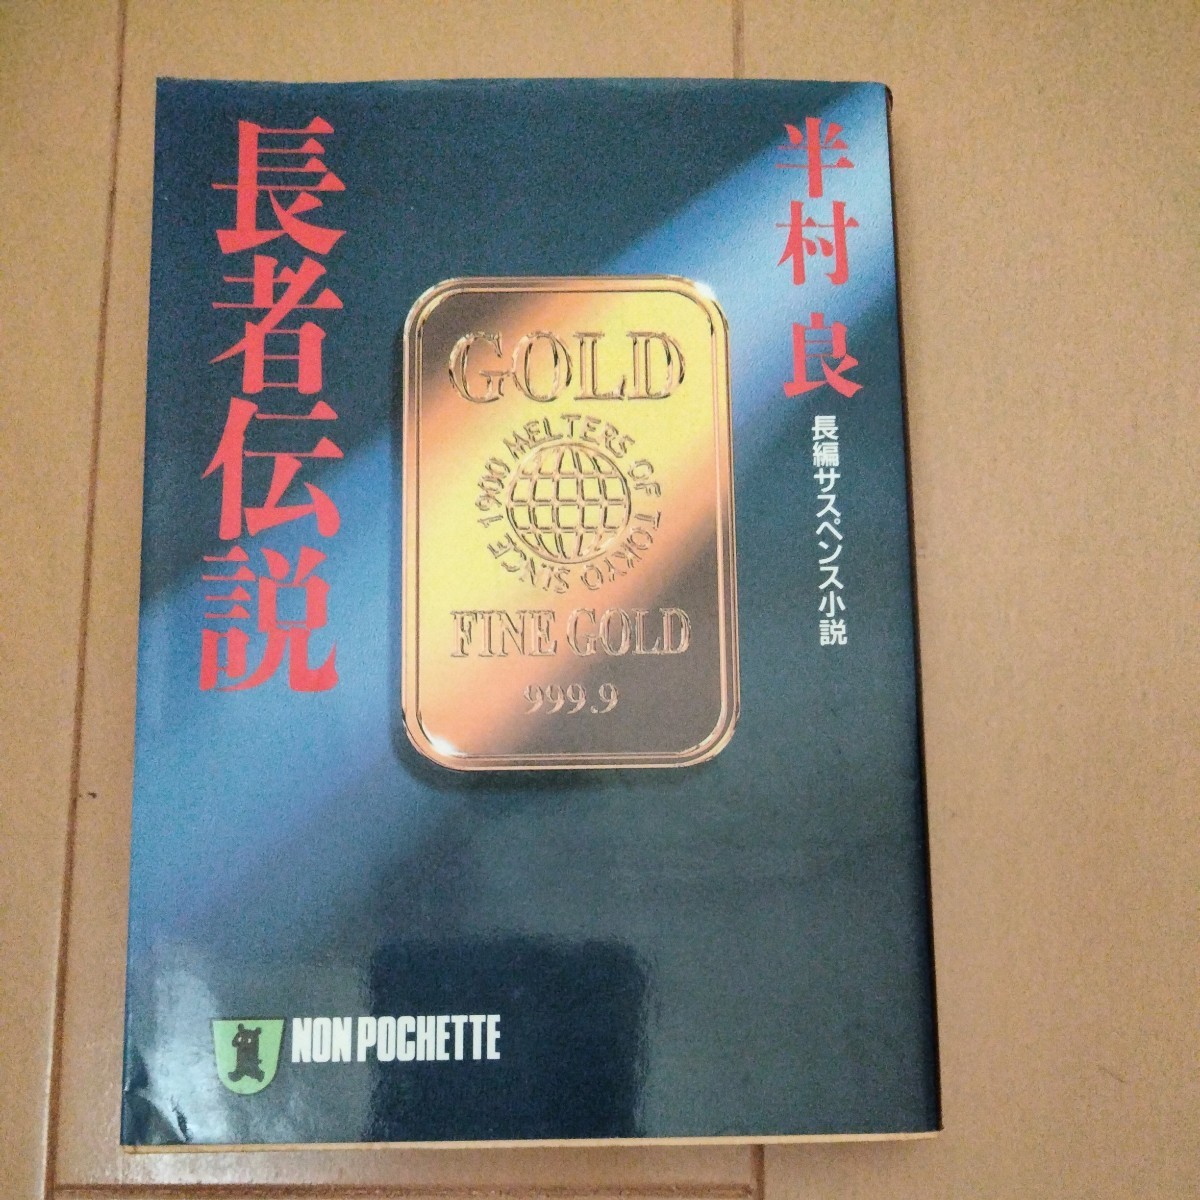 半村 良
長編サスペンス小説
長者伝説
GOLD
MELTERS OF TOKYO SINCE 1900
FINE GOLD
999.9
NON POCHETTE